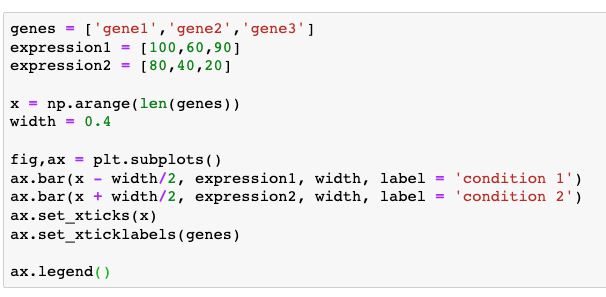 genes = ['gene1','gene2','gene3']
expression1 = [100,60,90]
expression2 = [80,40,20]
x = np.arange(len(genes))
width = 0.4
fig,ax = plt.subplots()
ax.bar(x - width/2, expression1, width, label = 'condition 1')
ax.bar(x + width/2, expression2, width, label = 'condition 2')
ax.set_xticks(x)
ax.set_xticklabels(genes)
ax.legend()